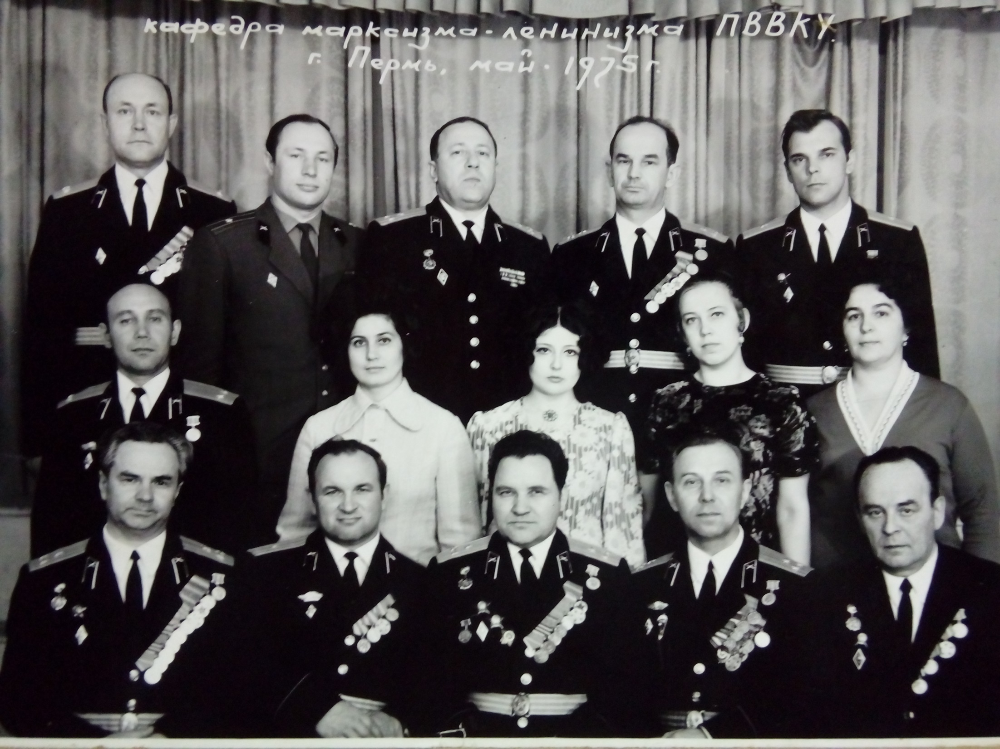 кафедра марксизма-ленинизма ПВВКУ.
г. Пермь, май. 1975 г.